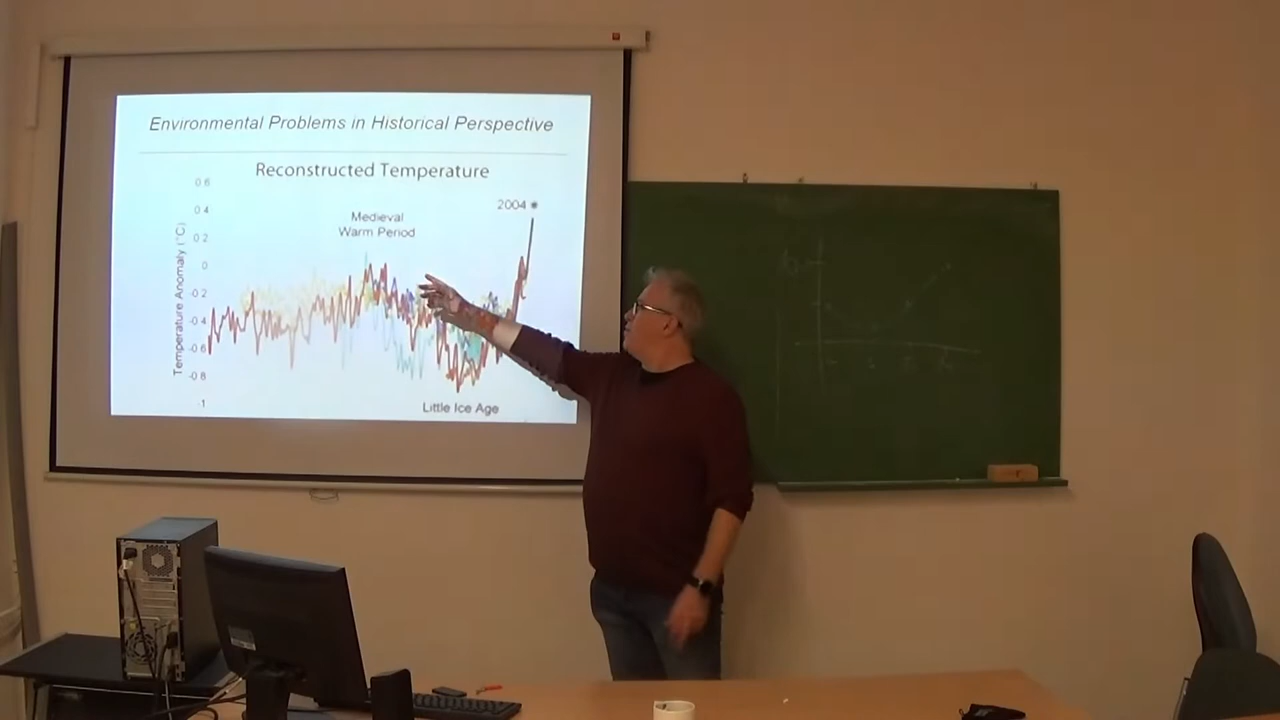 Environmental Problems in Historical Perspective
Reconstructed Temperature
0.6
0.4
0.2
0
-0.2
-0.4
-0.6
-0.8
-1
Temperature Anomaly (°C)
2004 *
Medieval
Warm Period
Little Ice Age